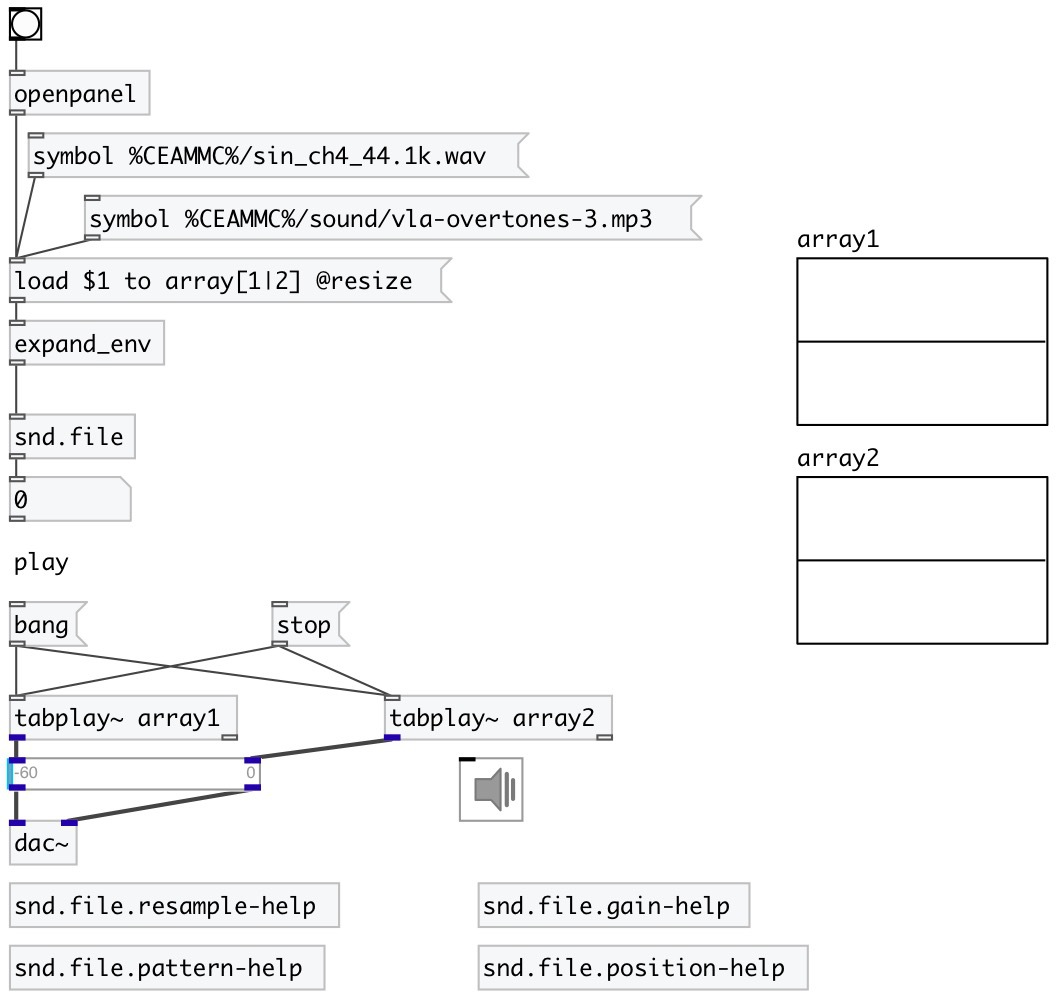 openpanel
symbol %CEAMMC%/sin_ch4_44.1k.wav
symbol %CEAMMC%/sound/vla-overtones-3.mp3
array1
load $1 to array[1|2] @resize
expand_env
snd.file
array2
0
play
bang
stop
tabplay~ array1
tabplay~ array2
-60 0
dac~
snd.file.resample-help
snd.file.gain-help
snd.file.pattern-help
snd.file.position-help